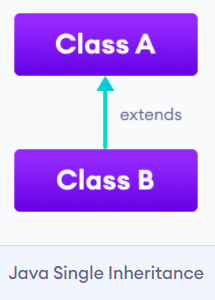 Class A
extends
Class B
Java Single Inheritance